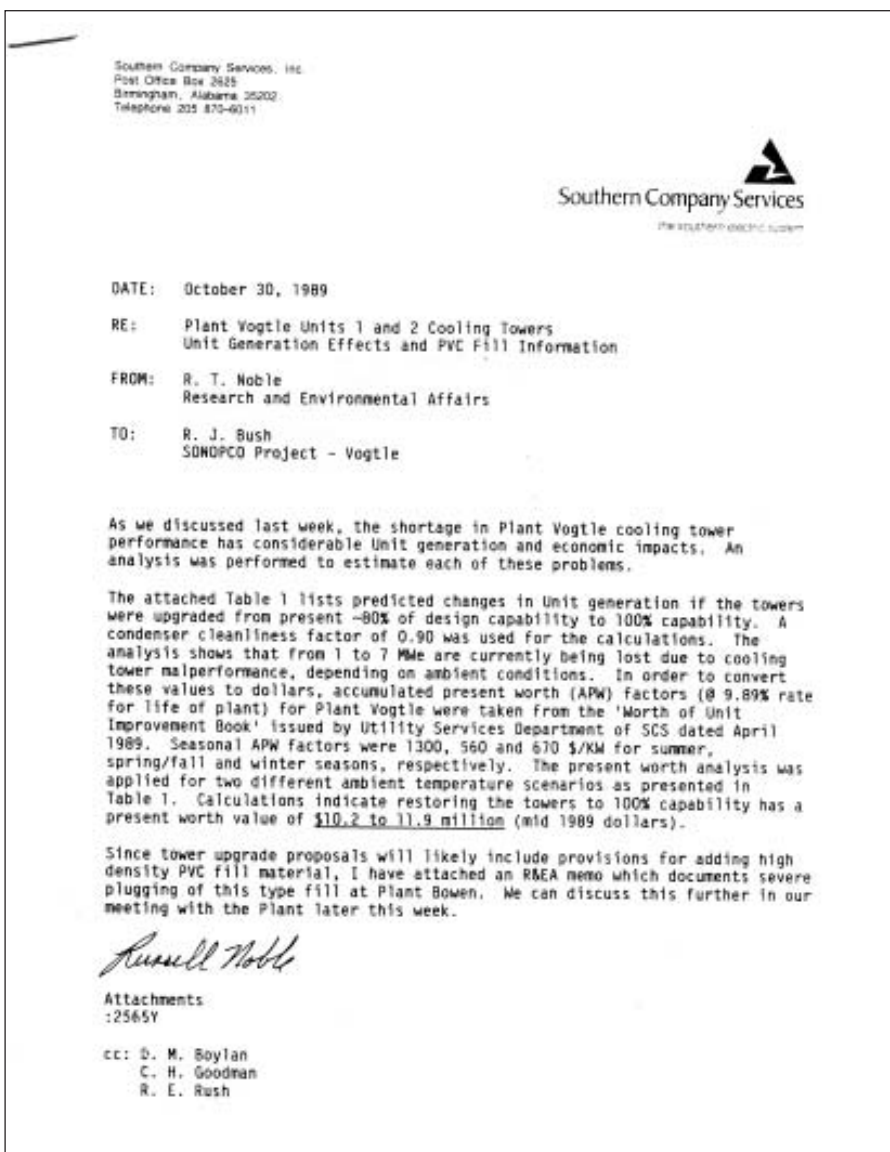 Southern Company Services, Inc.
Post Office Box 2625
Birmingham, Alabama 35202
Telephone 205 870-6011
Southern Company Services
the southern electric system
DATE: October 30, 1989
RE: Plant Vogtle Units 1 and 2 Cooling Towers
Unit Generation Effects and PVC Fill Information
FROM: R. T. Noble
Research and Environmental Affairs
TO: R. J. Bush
SONOPCO Project - Vogtle
As we discussed last week, the shortage in Plant Vogtle cooling tower
performance has considerable Unit generation and economic impacts. An
analysis was performed to estimate each of these problems.
The attached Table 1 lists predicted changes in Unit generation if the towers
were upgraded from present ~80% of design capability to 100% capability. A
condenser cleanliness factor of 0.90 was used for the calculations. The
analysis shows that from 1 to 7 MWe are currently being lost due to cooling
tower malperformance, depending on ambient conditions. In order to convert
these values to dollars, accumulated present worth (APW) factors (@ 9.89% rate
for life of plant) for Plant Vogtle were taken from the 'Worth of Unit
Improvement Book' issued by Utility Services Department of SCS dated April
1989. Seasonal APW factors were 1300, 560 and 670 $/KW for summer,
spring/fall and winter seasons, respectively. The present worth analysis was
applied for two different ambient temperature scenarios as presented in
Table 1. Calculations indicate restoring the towers to 100% capability has a
present worth value of $10.2 to 11.9 million (mid 1989 dollars).
Since tower upgrade proposals will likely include provisions for adding high
density PVC fill material, I have attached an R&EA memo which documents severe
plugging of this type fill at Plant Bowen. We can discuss this further in our
meeting with the Plant later this week.
Russell Noble
Attachments
:2565Y
cc: D. M. Boylan
C. H. Goodman
R. E. Rush